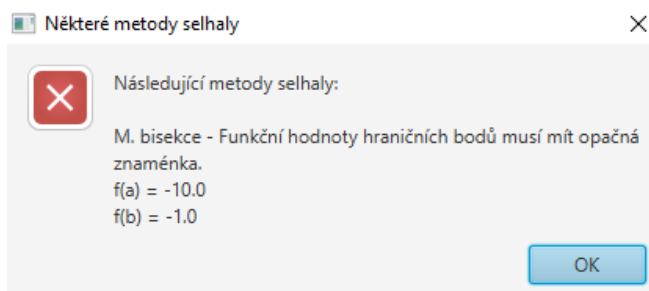 Některé metody selhaly
Následující metody selhaly:
M. bisekce - Funkční hodnoty hraničních bodů musí mít opačná
znaménka.
f(a) = -10.0
f(b) = -1.0
OK